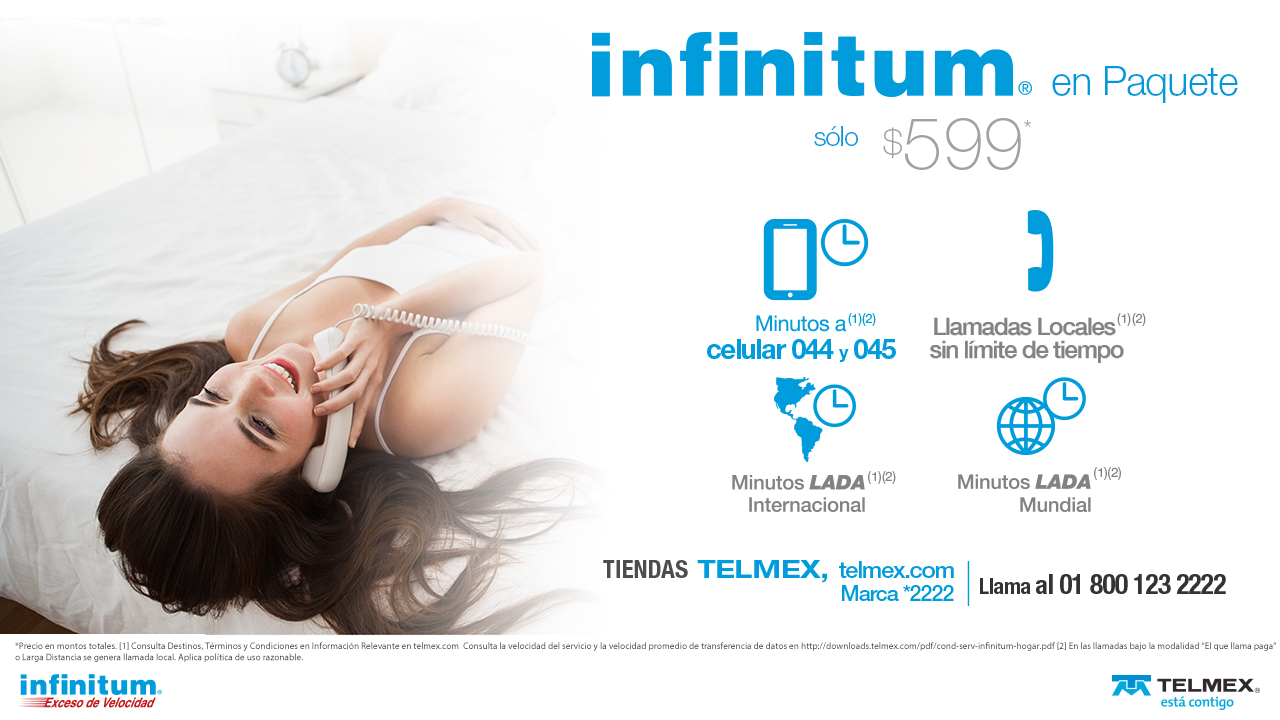 infinitum® en Paquete
sólo $599*
Minutos a(1)(2)
celular 044 y 045
Llamadas Locales(1)(2)
sin límite de tiempo
Minutos LADA(1)(2)
Internacional
Minutos LADA(1)(2)
Mundial
TIENDAS TELMEX, telmex.com
Marca *2222
Llama al 01 800 123 2222
*Precio en montos totales. [1] Consulta Destinos, Términos y Condiciones en Información Relevante en telmex.com  Consulta la velocidad del servicio y la velocidad promedio de transferencia de datos en http://downloads.telmex.com/pdf/cond-serv-infinitum-hogar.pdf [2] En las llamadas bajo la modalidad "El que llama paga"
o Larga Distancia se genera llamada local. Aplica política de uso razonable.
infinitum®
Exceso de Velocidad
TELMEX®
está contigo